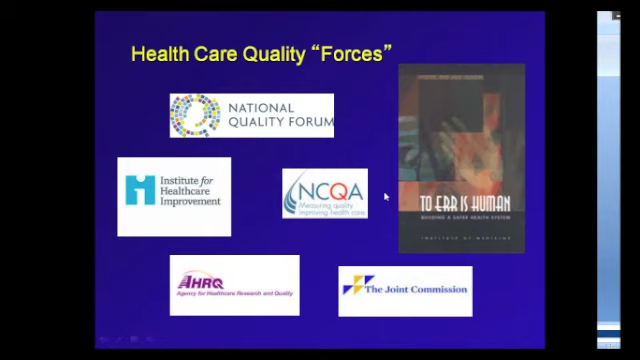 Health Care Quality “Forces”
NATIONAL
QUALITY FORUM
Institute for
Healthcare
Improvement
NCQA
Measuring quality.
Improving health care.
TO ERR IS HUMAN
BUILDING A SAFER HEALTH SYSTEM
INSTITUTE OF MEDICINE
AHRQ
Agency for Healthcare Research and Quality
The Joint Commission